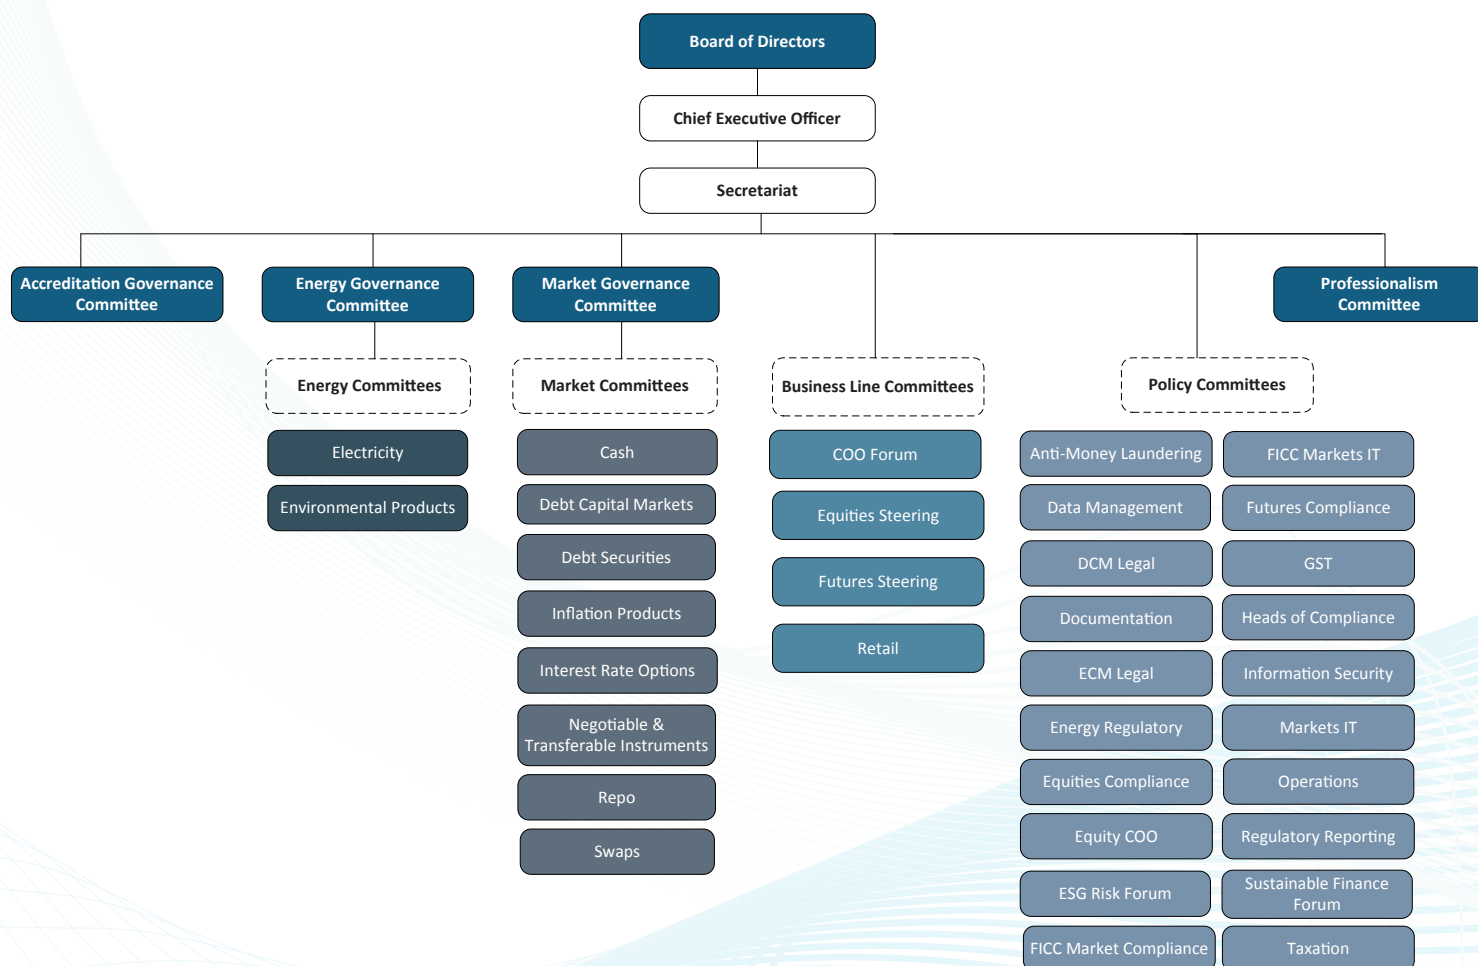 Board of Directors
Chief Executive Officer
Secretariat
Accreditation Governance
Committee
Energy Governance
Committee
Market Governance
Committee
Professionalism
Committee
Energy Committees
Electricity
Environmental Products
Market Committees
Cash
Debt Capital Markets
Debt Securities
Inflation Products
Interest Rate Options
Negotiable &
Transferable Instruments
Repo
Swaps
Business Line Committees
COO Forum
Equities Steering
Futures Steering
Retail
Policy Committees
Anti-Money Laundering
Data Management
DCM Legal
Documentation
ECM Legal
Energy Regulatory
Equities Compliance
Equity COO
ESG Risk Forum
FICC Market Compliance
FICC Markets IT
Futures Compliance
GST
Heads of Compliance
Information Security
Markets IT
Operations
Regulatory Reporting
Sustainable Finance
Forum
Taxation